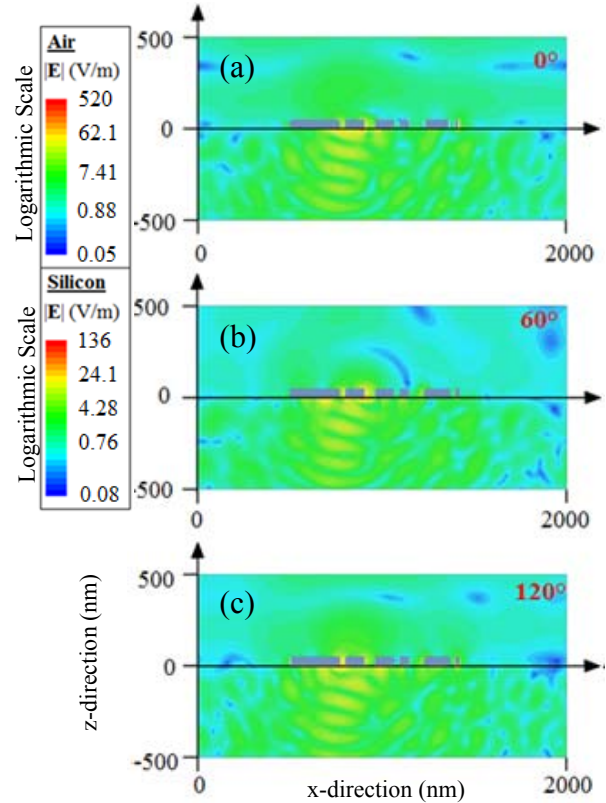 Air
|E| (V/m)
520
62.1
7.41
0.88
0.05
Logarithmic Scale
Silicon
|E| (V/m)
136
24.1
4.28
0.76
0.08
Logarithmic Scale
500
0
-500
(a)
0°
0
2000
500
0
-500
(b)
60°
0
2000
z-direction (nm)
500
0
-500
(c)
120°
0
2000
x-direction (nm)